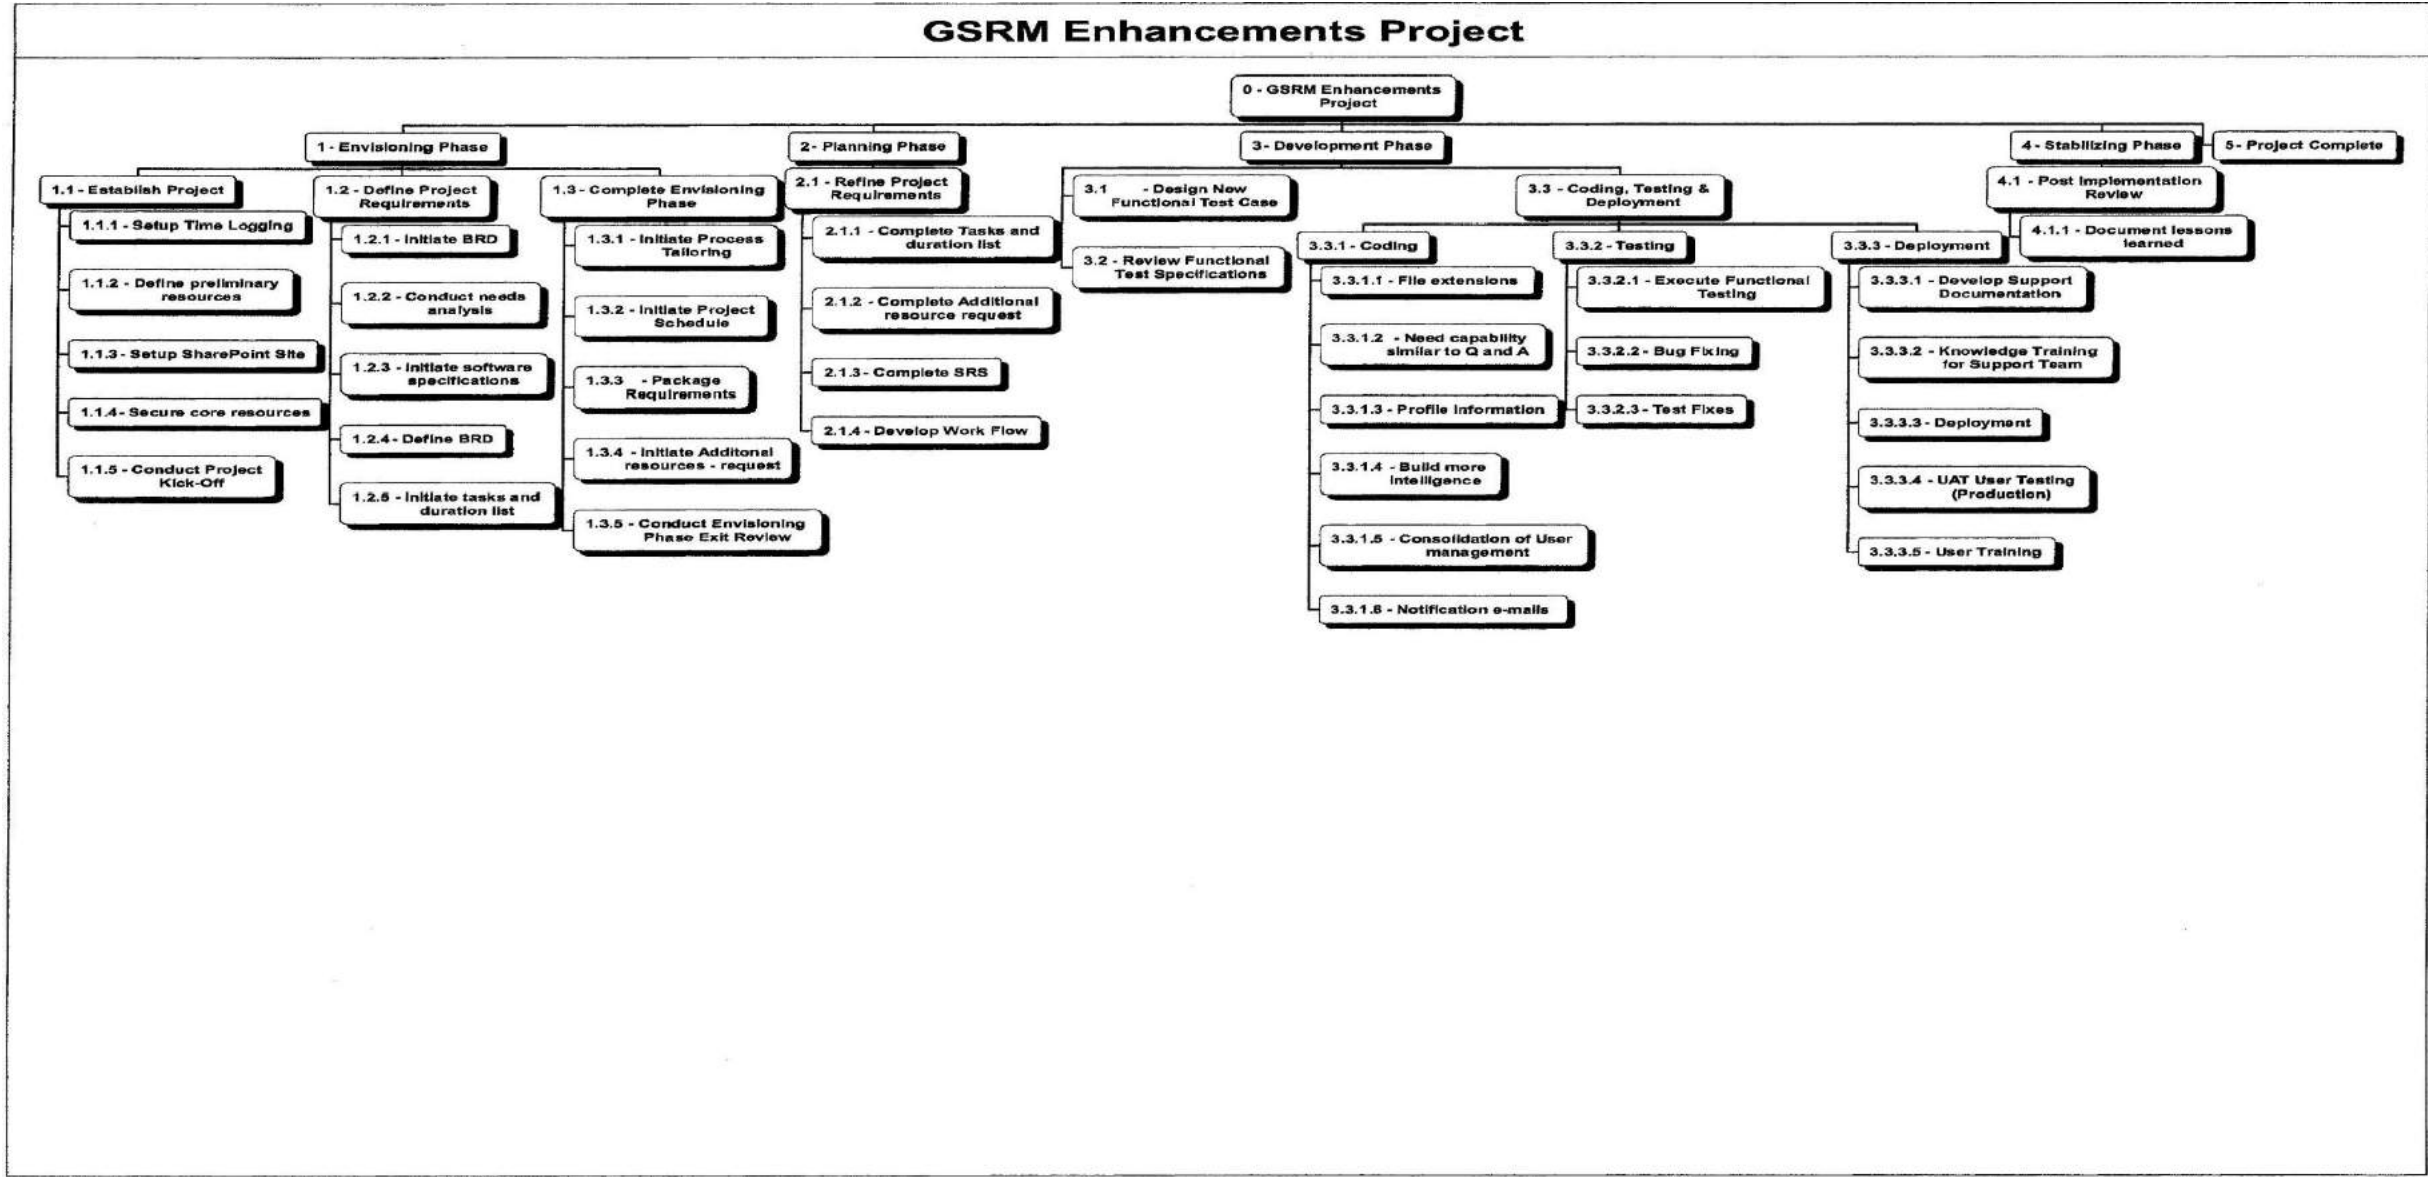 GSRM Enhancements Project
0 - GSRM Enhancements
Project
1 - Envisioning Phase
2- Planning Phase
3- Development Phase
4 - Stabilizing Phase
5- Project Complete
1.1 - Establish Project
1.1.1 - Setup Time Logging
1.1.2 - Define preliminary
resources
1.1.3 - Setup SharePoint Site
1.1.4- Secure core resources
1.1.5 - Conduct Project
Kick-Off
1.2 - Define Project
Requirements
1.2.1 - Initiate BRD
1.2.2 - Conduct needs
analysis
1.2.3 - Initiate software
specifications
1.2.4 - Define BRD
1.2.5 - Initiate tasks and
duration list
1.3 - Complete Envisioning
Phase
1.3.1 - Initiate Process
Tailoring
1.3.2 - Initiate Project
Schedule
1.3.3 - Package
Requirements
1.3.4 - Initiate Additonal
resources - request
1.3.5 - Conduct Envisioning
Phase Exit Review
2.1 - Refine Project
Requirements
2.1.1 - Complete Tasks and
duration list
2.1.2 - Complete Additional
resource request
2.1.3 - Complete SRS
2.1.4 - Develop Work Flow
3.1 - Design New
Functional Test Case
3.2 - Review Functional
Test Specifications
3.3 - Coding, Testing &
Deployment
3.3.1 - Coding
3.3.1.1 - File extensions
3.3.1.2 - Need capability
similar to Q and A
3.3.1.3 - Profile Information
3.3.1.4 - Build more
Intelligence
3.3.1.5 - Consolidation of User
management
3.3.1.6 - Notification e-mails
3.3.2 - Testing
3.3.2.1 - Execute Functional
Testing
3.3.2.2 - Bug Fixing
3.3.2.3 - Test Fixes
3.3.3 - Deployment
3.3.3.1 - Develop Support
Documentation
3.3.3.2 - Knowledge Training
for Support Team
3.3.3.3 - Deployment
3.3.3.4 - UAT User Testing
(Production)
3.3.3.5 - User Training
4.1 - Post Implementation
Review
4.1.1 - Document lessons
learned